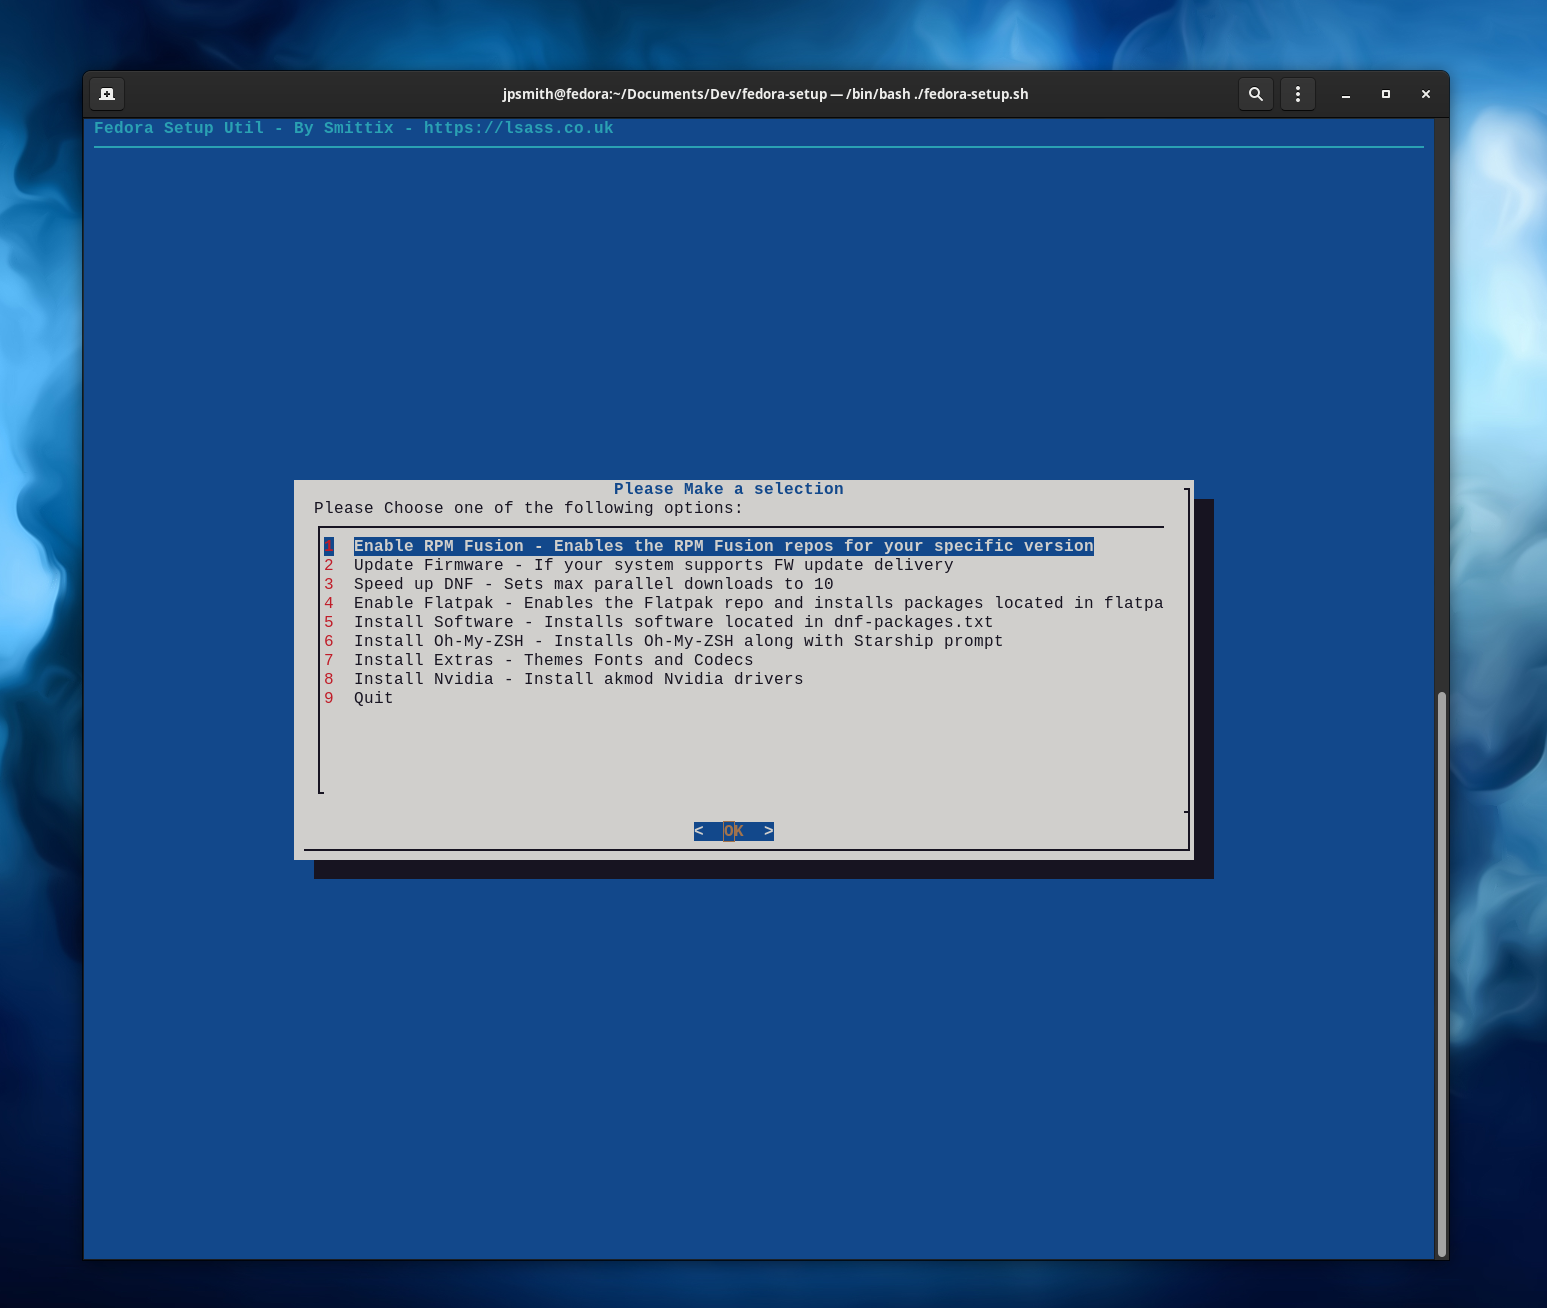 jpsmith@fedora:~/Documents/Dev/fedora-setup — /bin/bash ./fedora-setup.sh
Fedora Setup Util - By Smittix - https://lsass.co.uk
Please Make a selection
Please Choose one of the following options:
1 Enable RPM Fusion - Enables the RPM Fusion repos for your specific version
2 Update Firmware - If your system supports FW update delivery
3 Speed up DNF - Sets max parallel downloads to 10
4 Enable Flatpak - Enables the Flatpak repo and installs packages located in flatpa
5 Install Software - Installs software located in dnf-packages.txt
6 Install Oh-My-ZSH - Installs Oh-My-ZSH along with Starship prompt
7 Install Extras - Themes Fonts and Codecs
8 Install Nvidia - Install akmod Nvidia drivers
9 Quit
< OK >